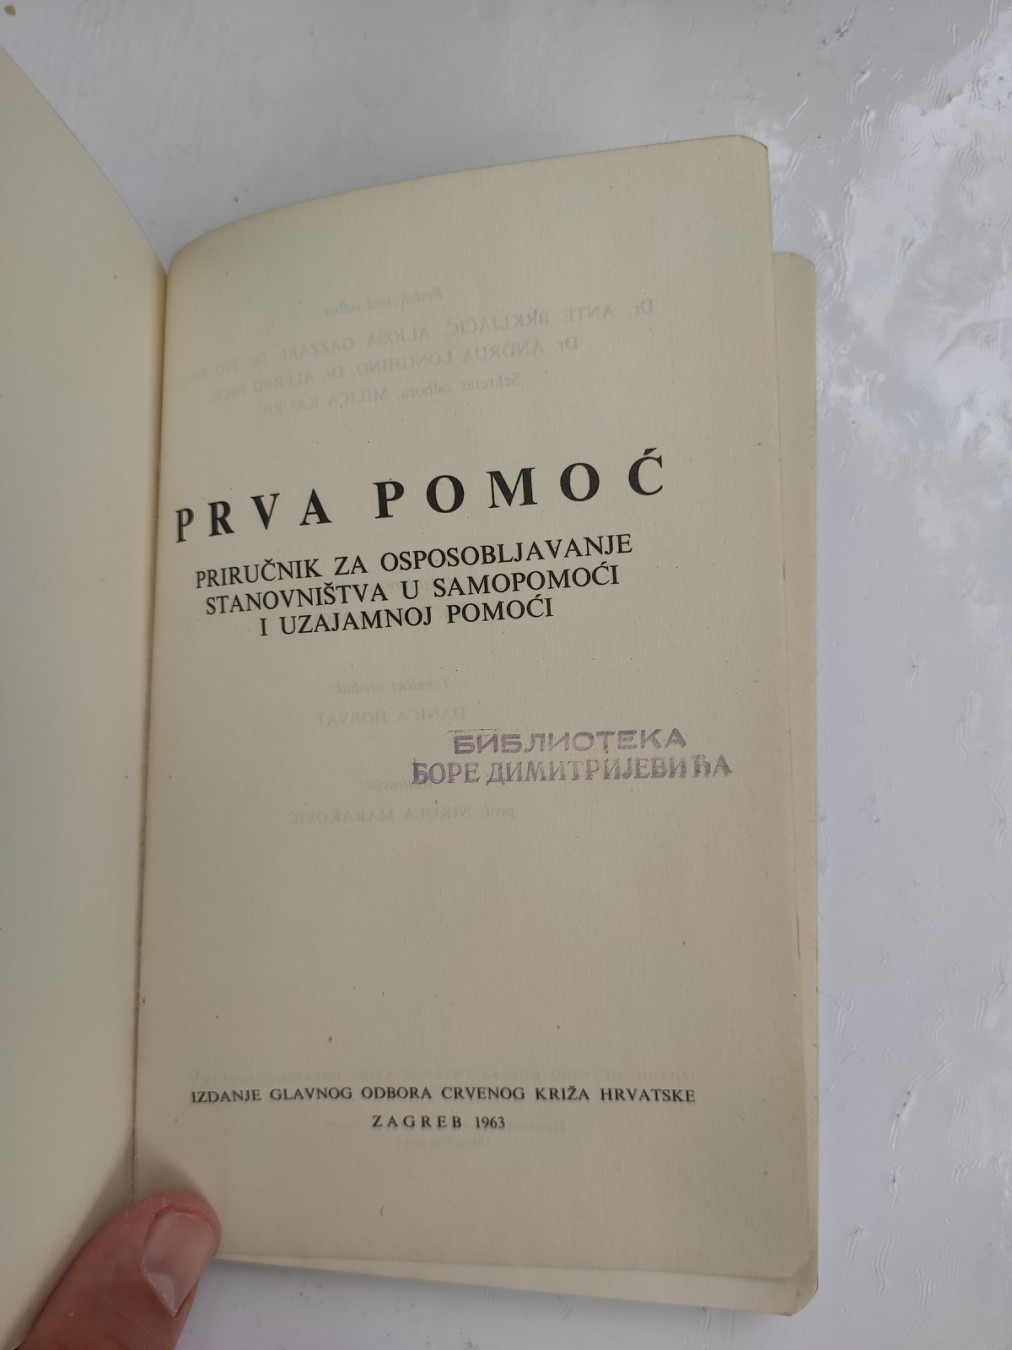 PRVA POMOĆ
PRIRUČNIK ZA OSPOSOBLJAVANJE
STANOVNIŠTVA U SAMOPOMOĆI
I UZAJAMNOJ POMOĆI
БИБЛИОТЕКА
БОРЕ ДИМИТРИЈЕВИЋА
IZDANJE GLAVNOG ODBORA CRVENOG KRIŽA HRVATSKE
ZAGREB 1963